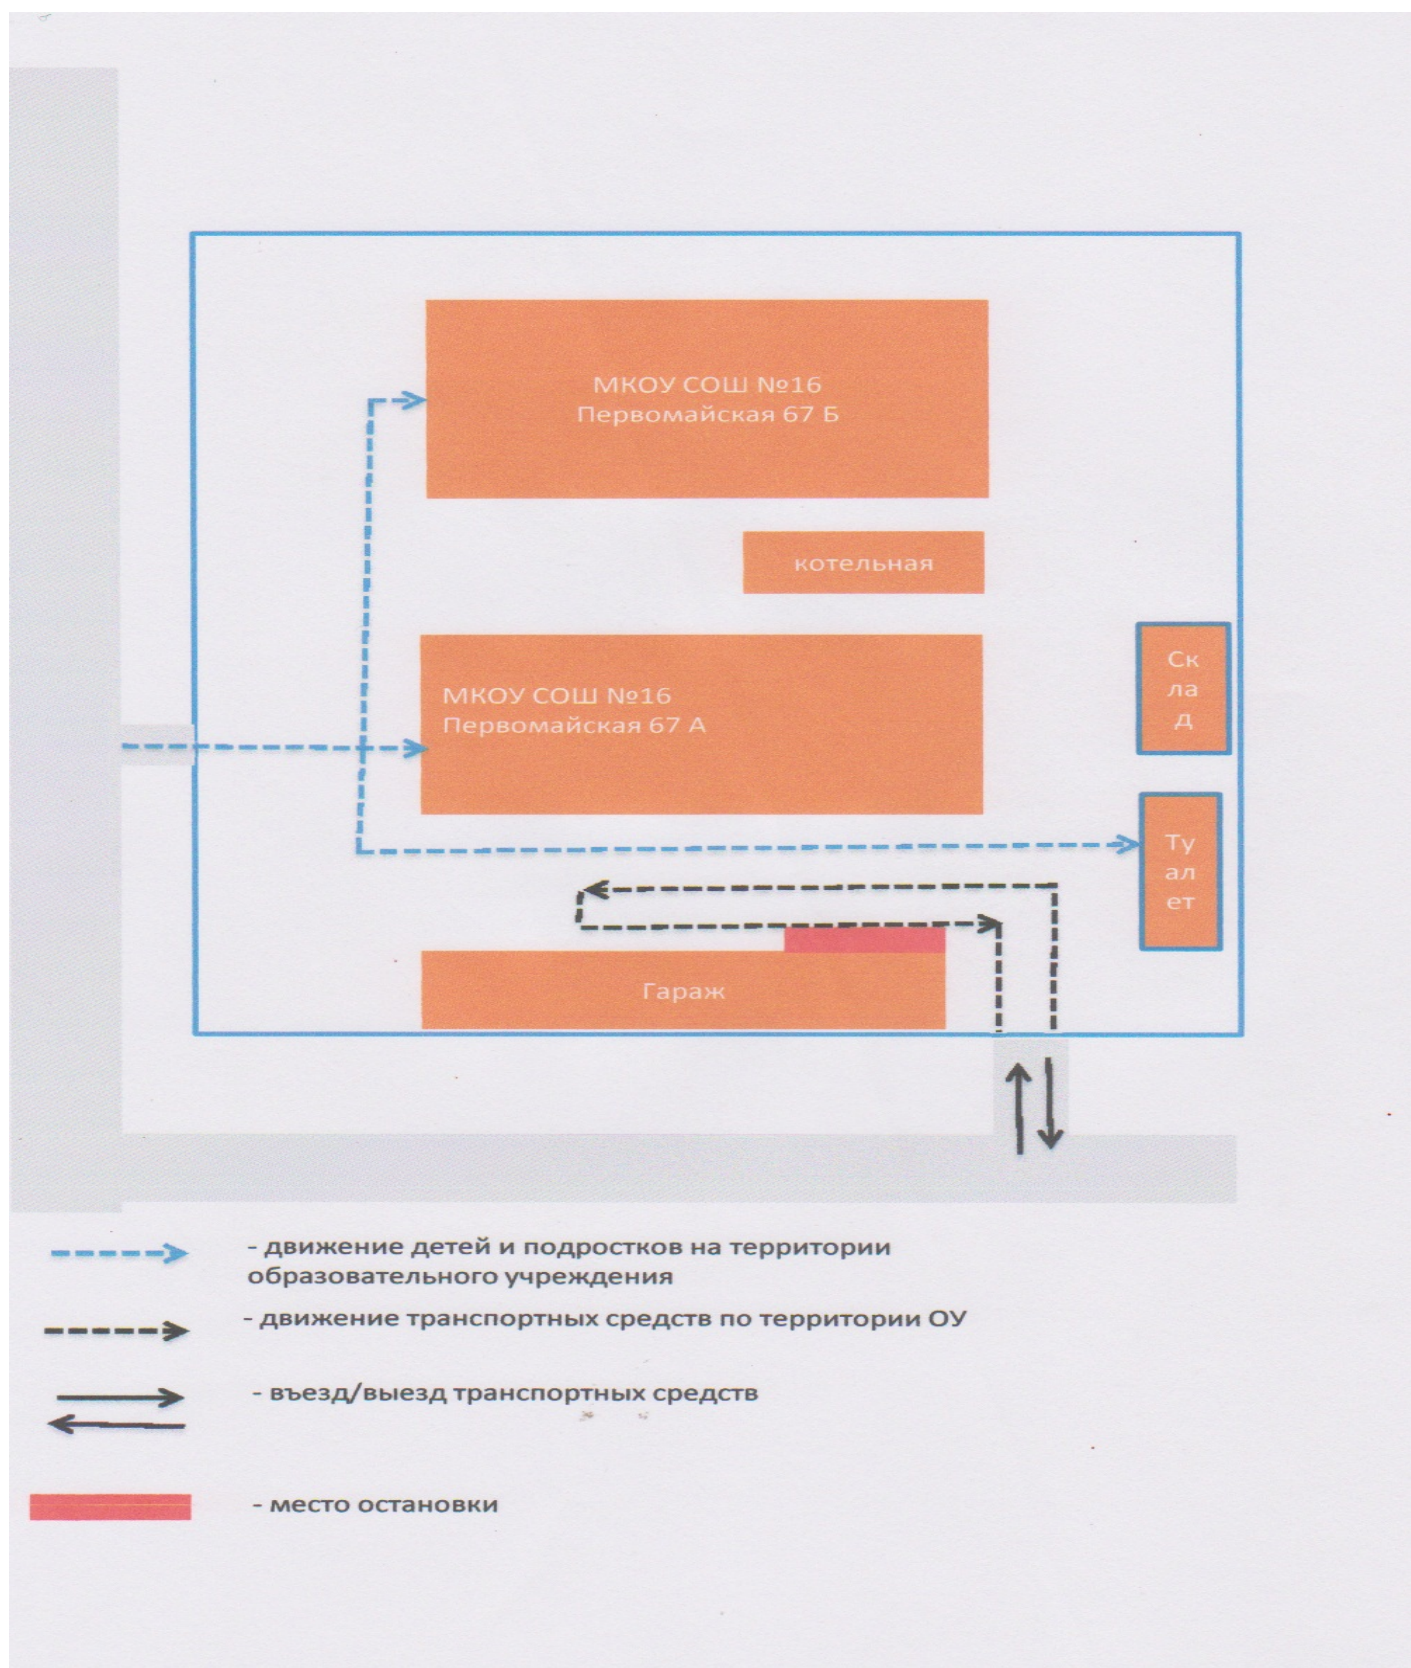 МКОУ СОШ №16
Первомайская 67 Б
котельная
МКОУ СОШ №16
Первомайская 67 А
Ск
ла
д
Ту
ал
ет
Гараж
- движение детей и подростков на территории
образовательного учреждения
- движение транспортных средств по территории ОУ
- въезд/выезд транспортных средств
- место остановки